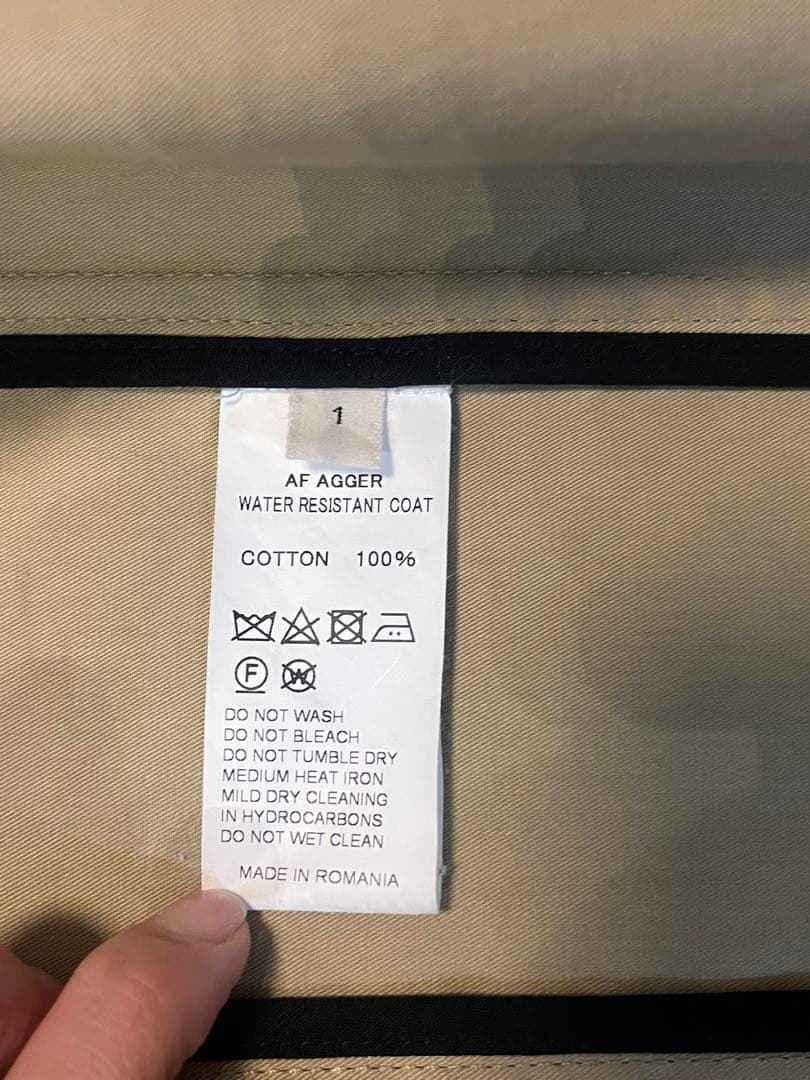 1
AF AGGER
WATER RESISTANT COAT
COTTON 100%
F W
DO NOT WASH
DO NOT BLEACH
DO NOT TUMBLE DRY
MEDIUM HEAT IRON
MILD DRY CLEANING
IN HYDROCARBONS
DO NOT WET CLEAN
MADE IN ROMANIA